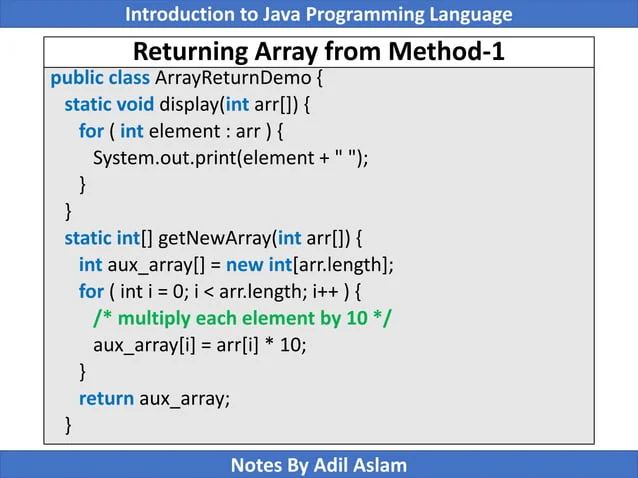 Introduction to Java Programming Language
Returning Array from Method-1
public class ArrayReturnDemo {
static void display(int arr[]) {
for ( int element : arr ) {
System.out.print(element + " ");
}
}
static int[] getNewArray(int arr[]) {
int aux_array[] = new int[arr.length];
for ( int i = 0; i < arr.length; i++ ) {
/* multiply each element by 10 */
aux_array[i] = arr[i] * 10;
}
return aux_array;
}
Notes By Adil Aslam